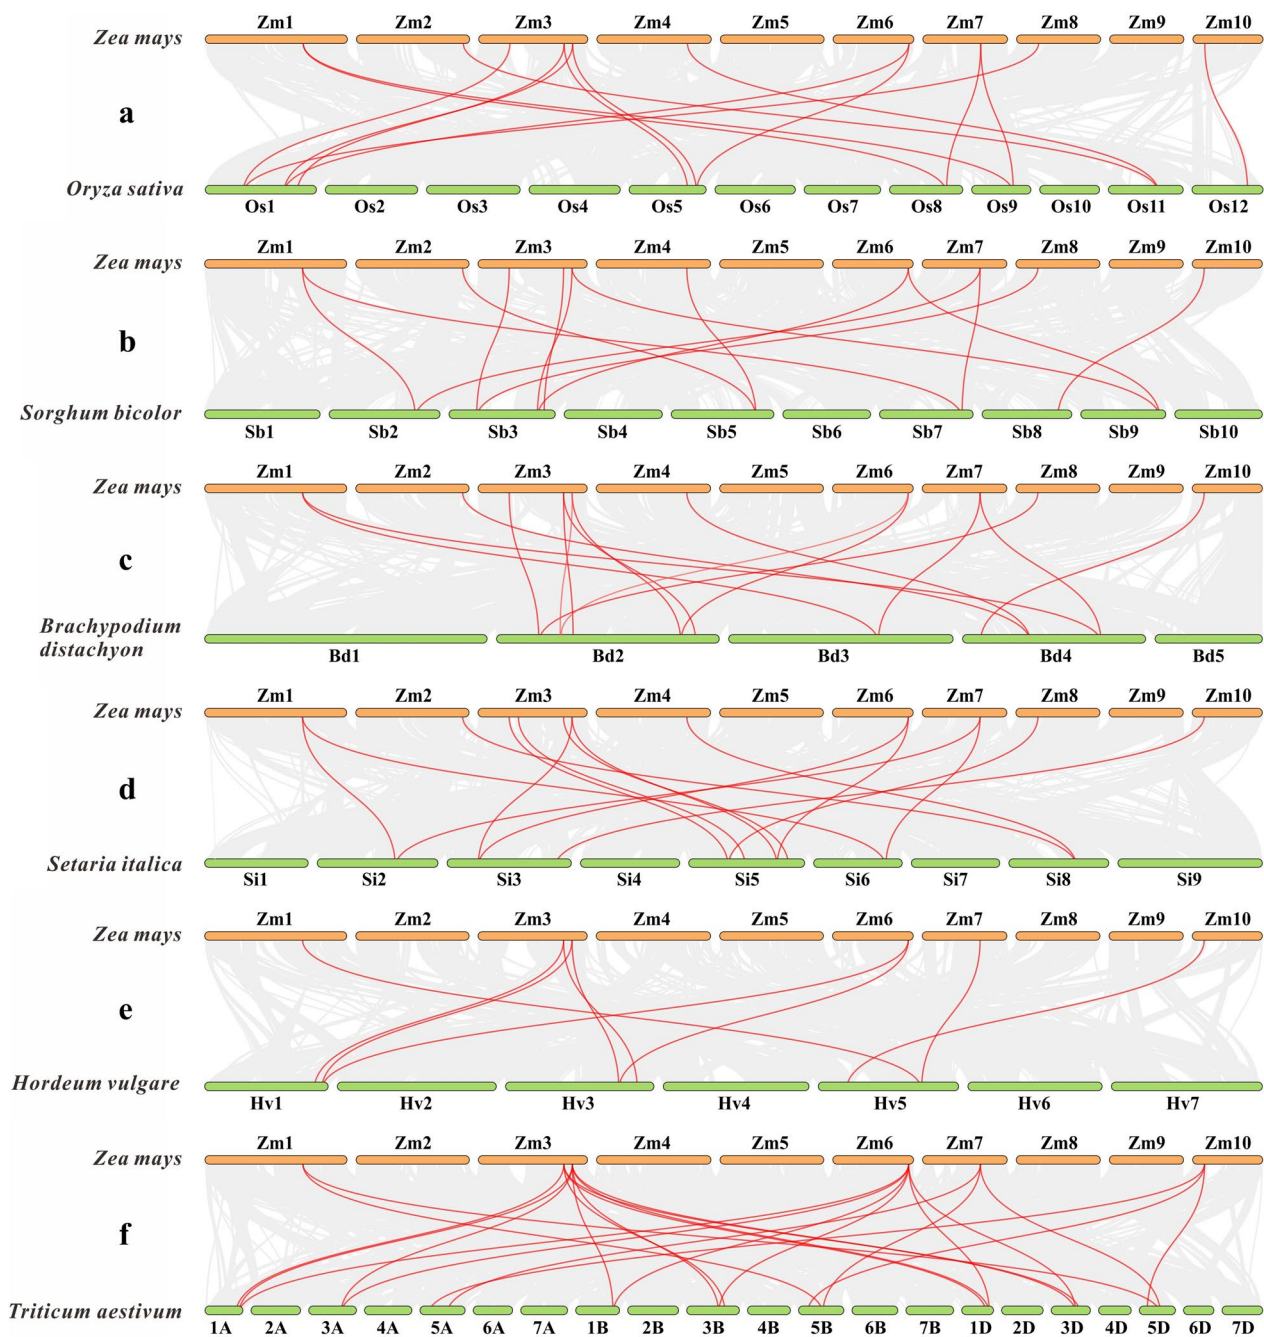 Zm1 Zm2 Zm3 Zm4 Zm5 Zm6 Zm7 Zm8 Zm9 Zm10
Zea mays
a
Oryza sativa
Os1 Os2 Os3 Os4 Os5 Os6 Os7 Os8 Os9 Os10 Os11 Os12
Zm1 Zm2 Zm3 Zm4 Zm5 Zm6 Zm7 Zm8 Zm9 Zm10
Zea mays
b
Sorghum bicolor
Sb1 Sb2 Sb3 Sb4 Sb5 Sb6 Sb7 Sb8 Sb9 Sb10
Zm1 Zm2 Zm3 Zm4 Zm5 Zm6 Zm7 Zm8 Zm9 Zm10
Zea mays
c
Brachypodium
distachyon
Bd1 Bd2 Bd3 Bd4 Bd5
Zm1 Zm2 Zm3 Zm4 Zm5 Zm6 Zm7 Zm8 Zm9 Zm10
Zea mays
d
Setaria italica
Si1 Si2 Si3 Si4 Si5 Si6 Si7 Si8 Si9
Zm1 Zm2 Zm3 Zm4 Zm5 Zm6 Zm7 Zm8 Zm9 Zm10
Zea mays
e
Hordeum vulgare
Hv1 Hv2 Hv3 Hv4 Hv5 Hv6 Hv7
Zm1 Zm2 Zm3 Zm4 Zm5 Zm6 Zm7 Zm8 Zm9 Zm10
Zea mays
f
Triticum aestivum
1A 2A 3A 4A 5A 6A 7A 1B 2B 3B 4B 5B 6B 7B 1D 2D 3D 4D 5D 6D 7D